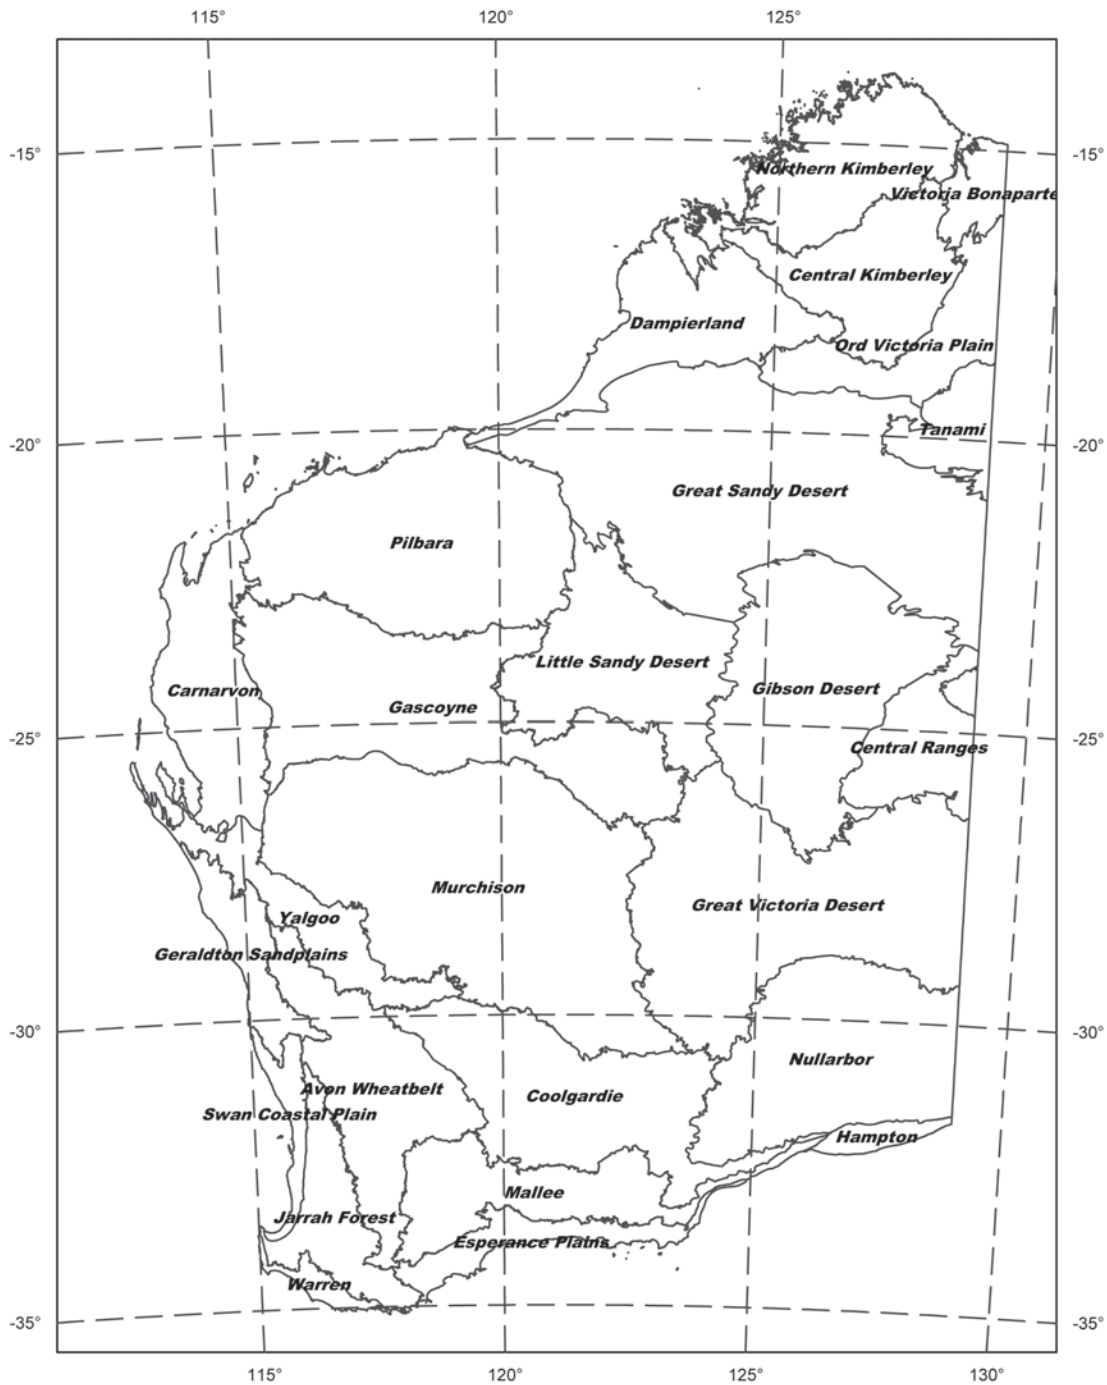 115° 120° 125°
-15° -15°
Northern Kimberley
Victoria Bonaparte
Central Kimberley
Dampierland
Ord Victoria Plain
Tanami
-20° -20°
Great Sandy Desert
Pilbara
Little Sandy Desert
Carnarvon
Gibson Desert
Gascoyne
-25° -25°
Central Ranges
Murchison
Great Victoria Desert
Yalgoo
Geraldton Sandplains
-30° -30°
Nullarbor
Avon Wheatbelt
Coolgardie
Swan Coastal Plain
Hampton
Mallee
Jarrah Forest
Esperance Plains
Warren
-35° -35°
115° 120° 125° 130°